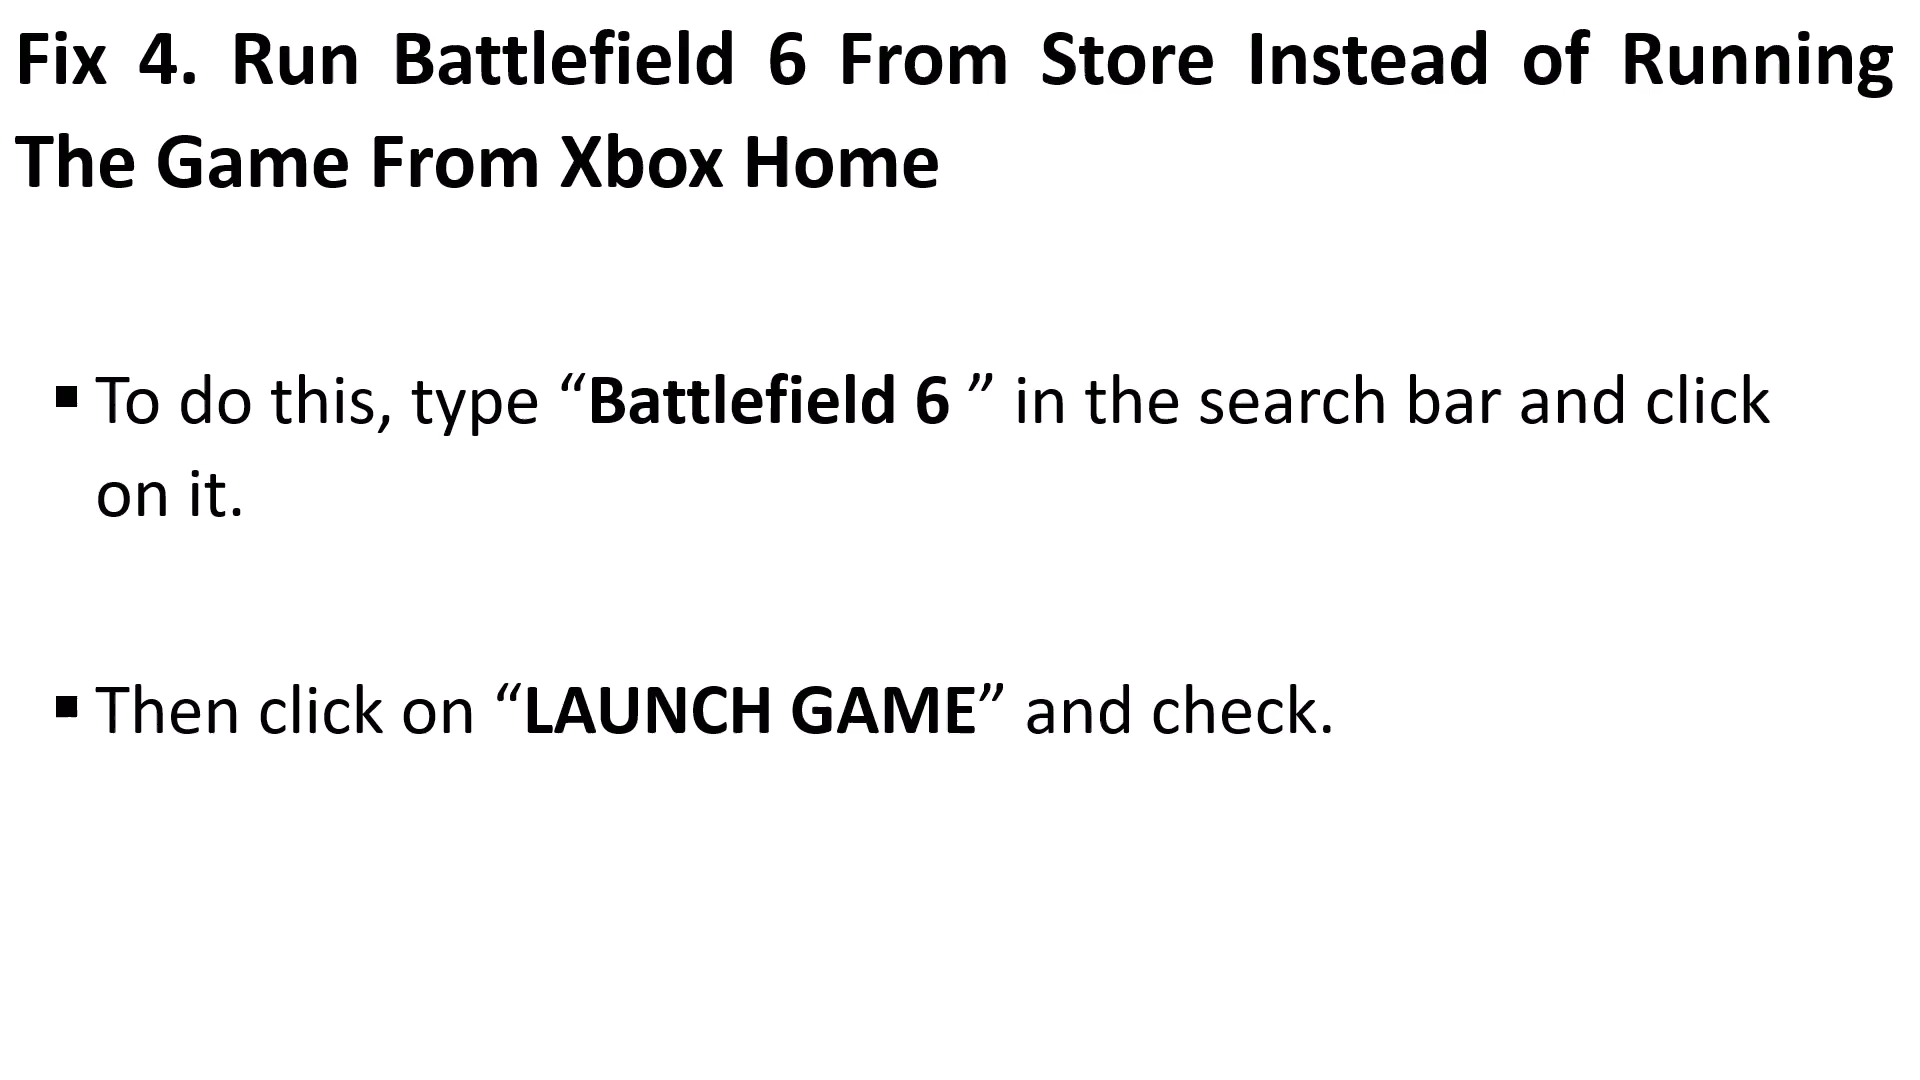 Fix 4. Run Battlefield 6 From Store Instead of Running
The Game From Xbox Home
▪ To do this, type “Battlefield 6 ” in the search bar and click
on it.
▪ Then click on “LAUNCH GAME” and check.